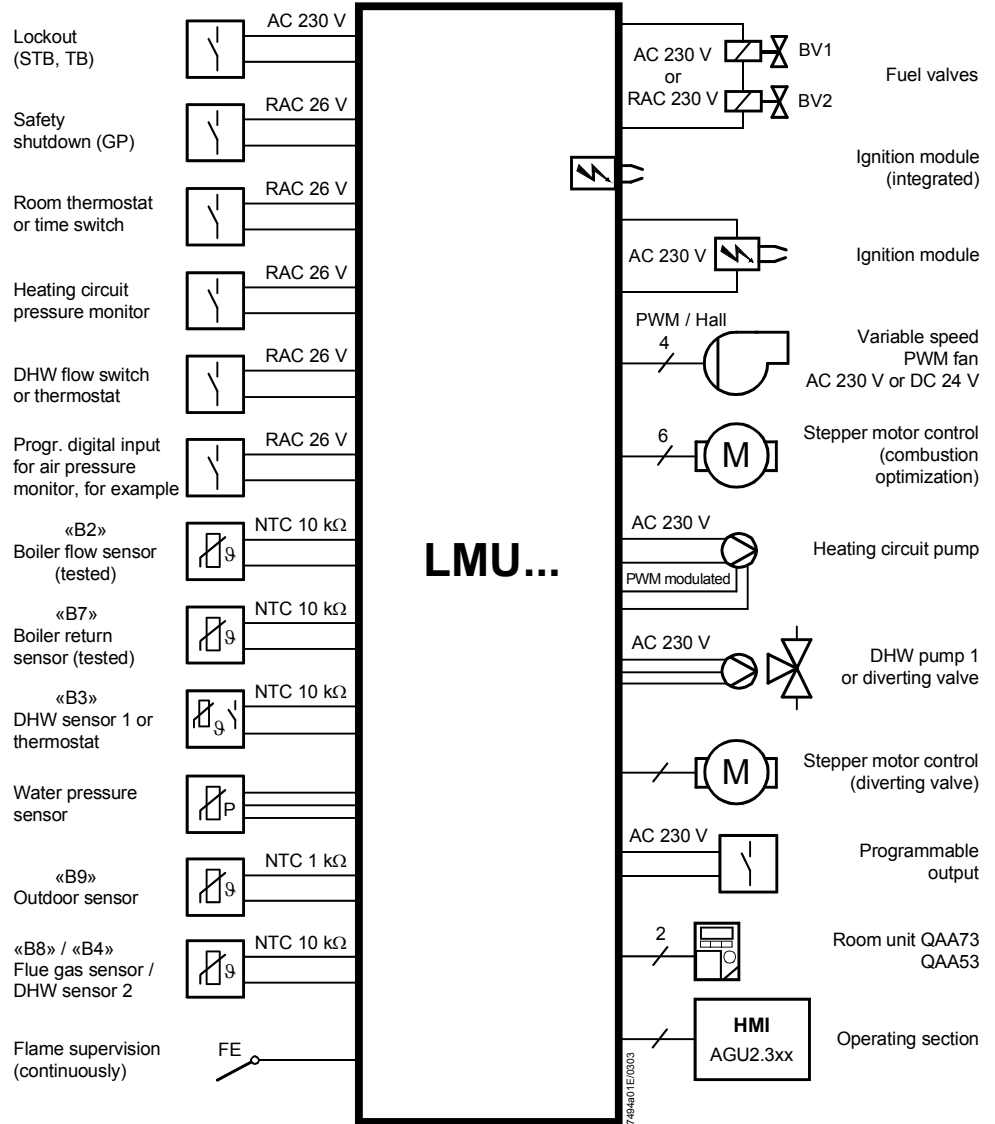 Lockout
(STB, TB)
AC 230 V
Safety
shutdown (GP)
RAC 26 V
Room thermostat
or time switch
RAC 26 V
Heating circuit
pressure monitor
RAC 26 V
DHW flow switch
or thermostat
RAC 26 V
Progr. digital input
for air pressure
monitor, for example
RAC 26 V
«B2»
Boiler flow sensor
(tested)
NTC 10 kΩ
ϑ
«B7»
Boiler return
sensor (tested)
NTC 10 kΩ
ϑ
«B3»
DHW sensor 1 or
thermostat
NTC 10 kΩ
ϑ
Water pressure
sensor
P
«B9»
Outdoor sensor
NTC 1 kΩ
ϑ
«B8» / «B4»
Flue gas sensor /
DHW sensor 2
NTC 10 kΩ
ϑ
Flame supervision
(continuously)
FE
LMU...
AC 230 V
or
RAC 230 V
BV1
BV2
Fuel valves
Ignition module
(integrated)
AC 230 V
Ignition module
PWM / Hall
4
Variable speed
PWM fan
AC 230 V or DC 24 V
6
M
Stepper motor control
(combustion
optimization)
AC 230 V
PWM modulated
Heating circuit pump
AC 230 V
DHW pump 1
or diverting valve
M
Stepper motor control
(diverting valve)
AC 230 V
Programmable
output
2
Room unit QAA73
QAA53
HMI
AGU2.3xx
Operating section
7494a01E/0303